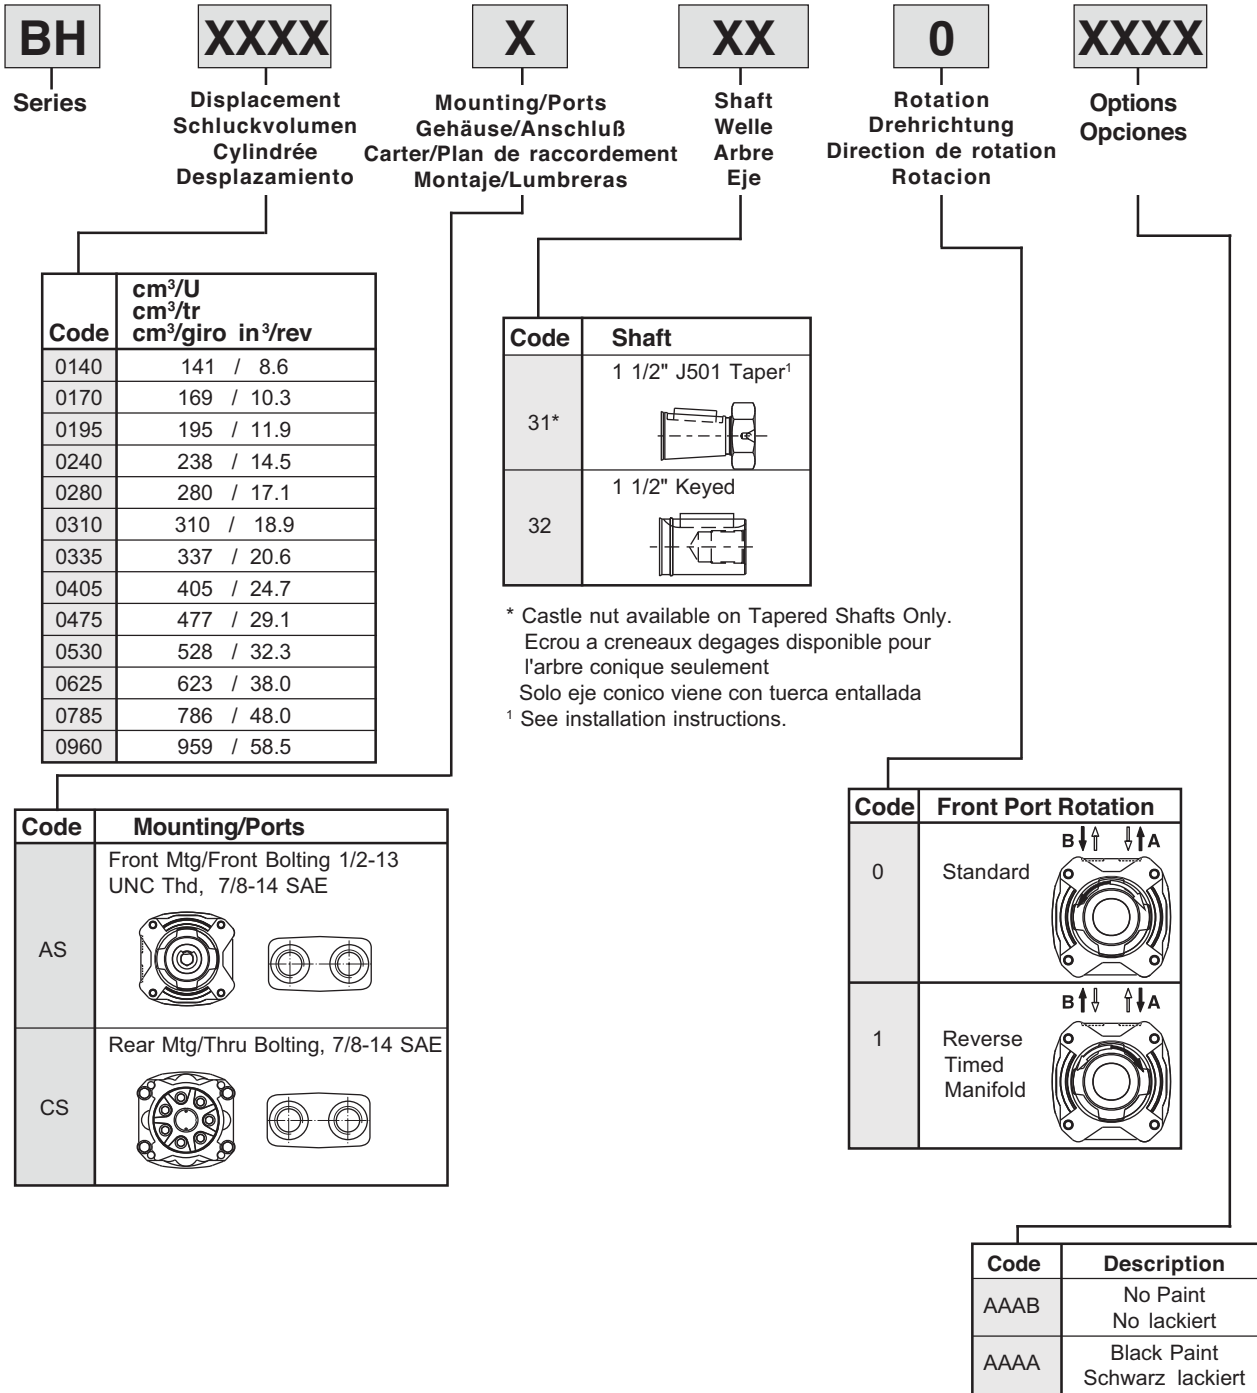 BH XXXX X XX 0 XXXX
Series
Displacement
Schluckvolumen
Cylindrée
Desplazamiento
Mounting/Ports
Gehäuse/Anschluß
Carter/Plan de raccordement
Montaje/Lumbreras
Shaft
Welle
Arbre
Eje
Rotation
Drehrichtung
Direction de rotation
Rotacion
Options
Opciones
cm³/U
cm³/tr
Code cm³/giro in³/rev
0140 141 / 8.6
0170 169 / 10.3
0195 195 / 11.9
0240 238 / 14.5
0280 280 / 17.1
0310 310 / 18.9
0335 337 / 20.6
0405 405 / 24.7
0475 477 / 29.1
0530 528 / 32.3
0625 623 / 38.0
0785 786 / 48.0
0960 959 / 58.5
Code Shaft
1 1/2" J501 Taper¹
31*
1 1/2" Keyed
32
* Castle nut available on Tapered Shafts Only.
Ecrou a creneaux degages disponible pour
l'arbre conique seulement
Solo eje conico viene con tuerca entallada
¹ See installation instructions.
Code Mounting/Ports
Front Mtg/Front Bolting 1/2-13
UNC Thd, 7/8-14 SAE
AS
Rear Mtg/Thru Bolting, 7/8-14 SAE
CS
Code Front Port Rotation
B A
0 Standard
B A
1 Reverse
Timed
Manifold
Code Description
AAAB No Paint
No lackiert
AAAA Black Paint
Schwarz lackiert